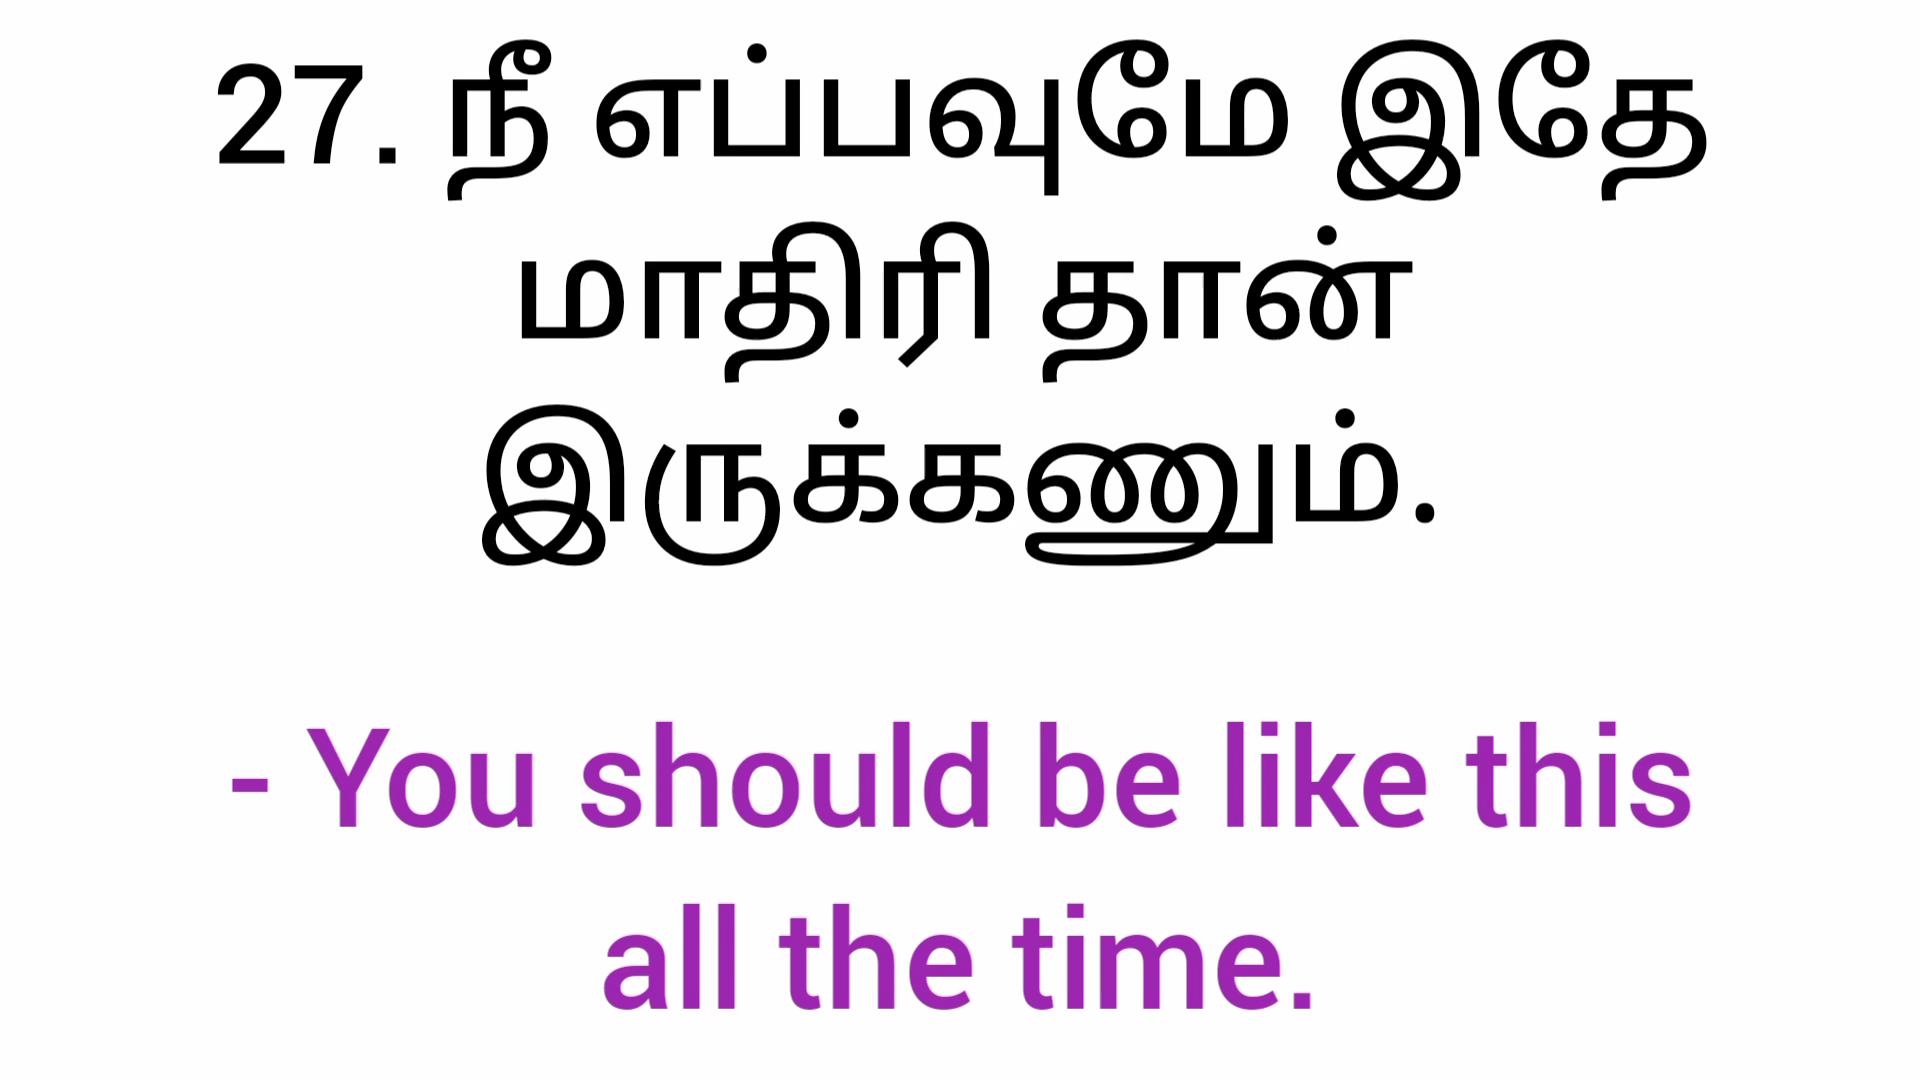 27. நீ எப்பவுமே இதே
மாதிரி தான்
இருக்கணும்.
- You should be like this
all the time.